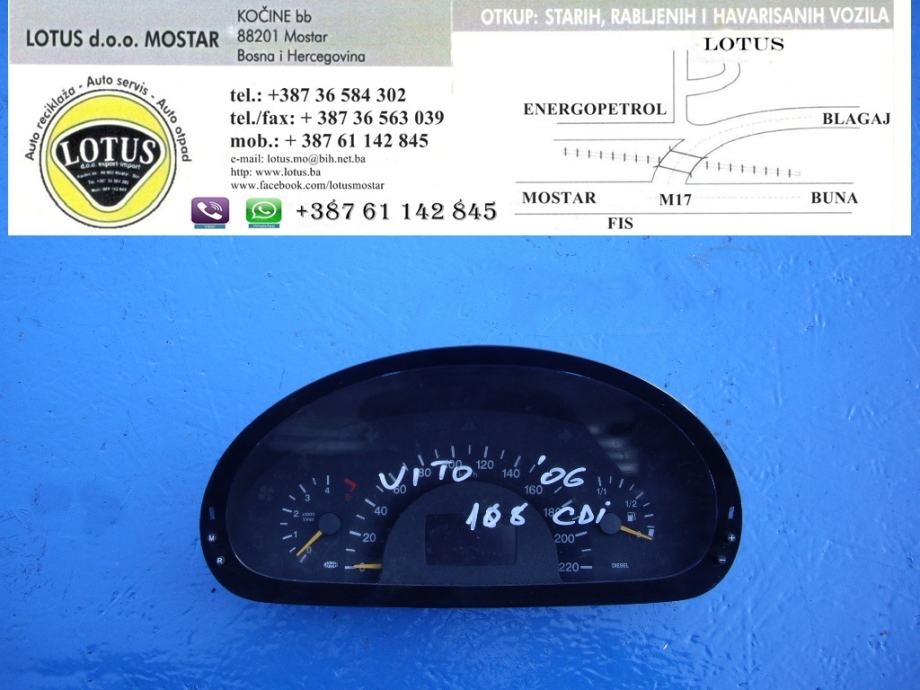 LOTUS d.o.o. MOSTAR
KOČINE bb
88201 Mostar
Bosna i Hercegovina
OTKUP: STARIH, RABLJENIH I HAVARISANIH VOZILA
Auto reciklaža - Auto servis - Auto otpad
LOTUS
d.o.o. export-import
tel.: +387 36 584 302
tel./fax: + 387 36 563 039
mob.: + 387 61 142 845
e-mail: lotus.mo@bih.net.ba
http: www.lotus.ba
www.facebook.com/lotusmostar
+387 61 142 845
LOTUS
ENERGOPETROL
BLAGAJ
MOSTAR
M17
BUNA
FIS
VITO '06
CDi
0 20 40 60 80 100 120 140 160 180 200 220
0 1 2 3 4
1/1
1/2
DIESEL
M
R
+